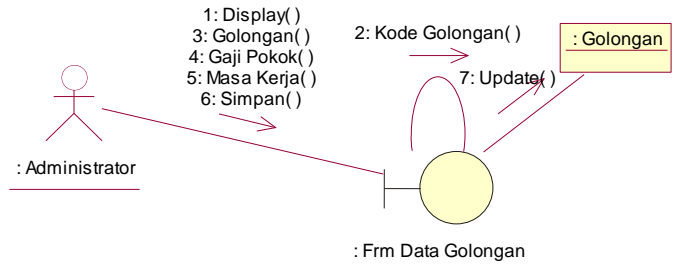 1: Display( )
3: Golongan( )
4: Gaji Pokok( )
5: Masa Kerja( )
6: Simpan( )
2: Kode Golongan( )
: Golongan
7: Update( )
: Administrator
: Frm Data Golongan